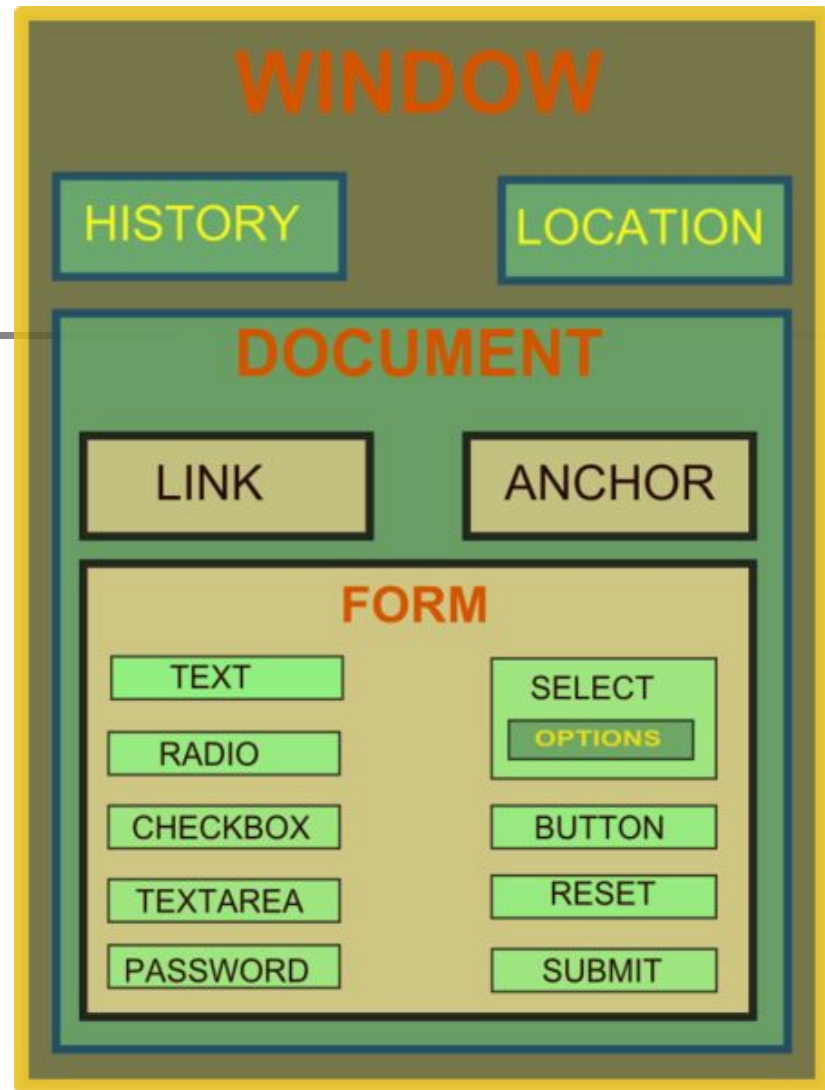 WINDOW
HISTORY
LOCATION
DOCUMENT
LINK
ANCHOR
FORM
TEXT
SELECT
OPTIONS
RADIO
CHECKBOX
BUTTON
TEXTAREA
RESET
PASSWORD
SUBMIT